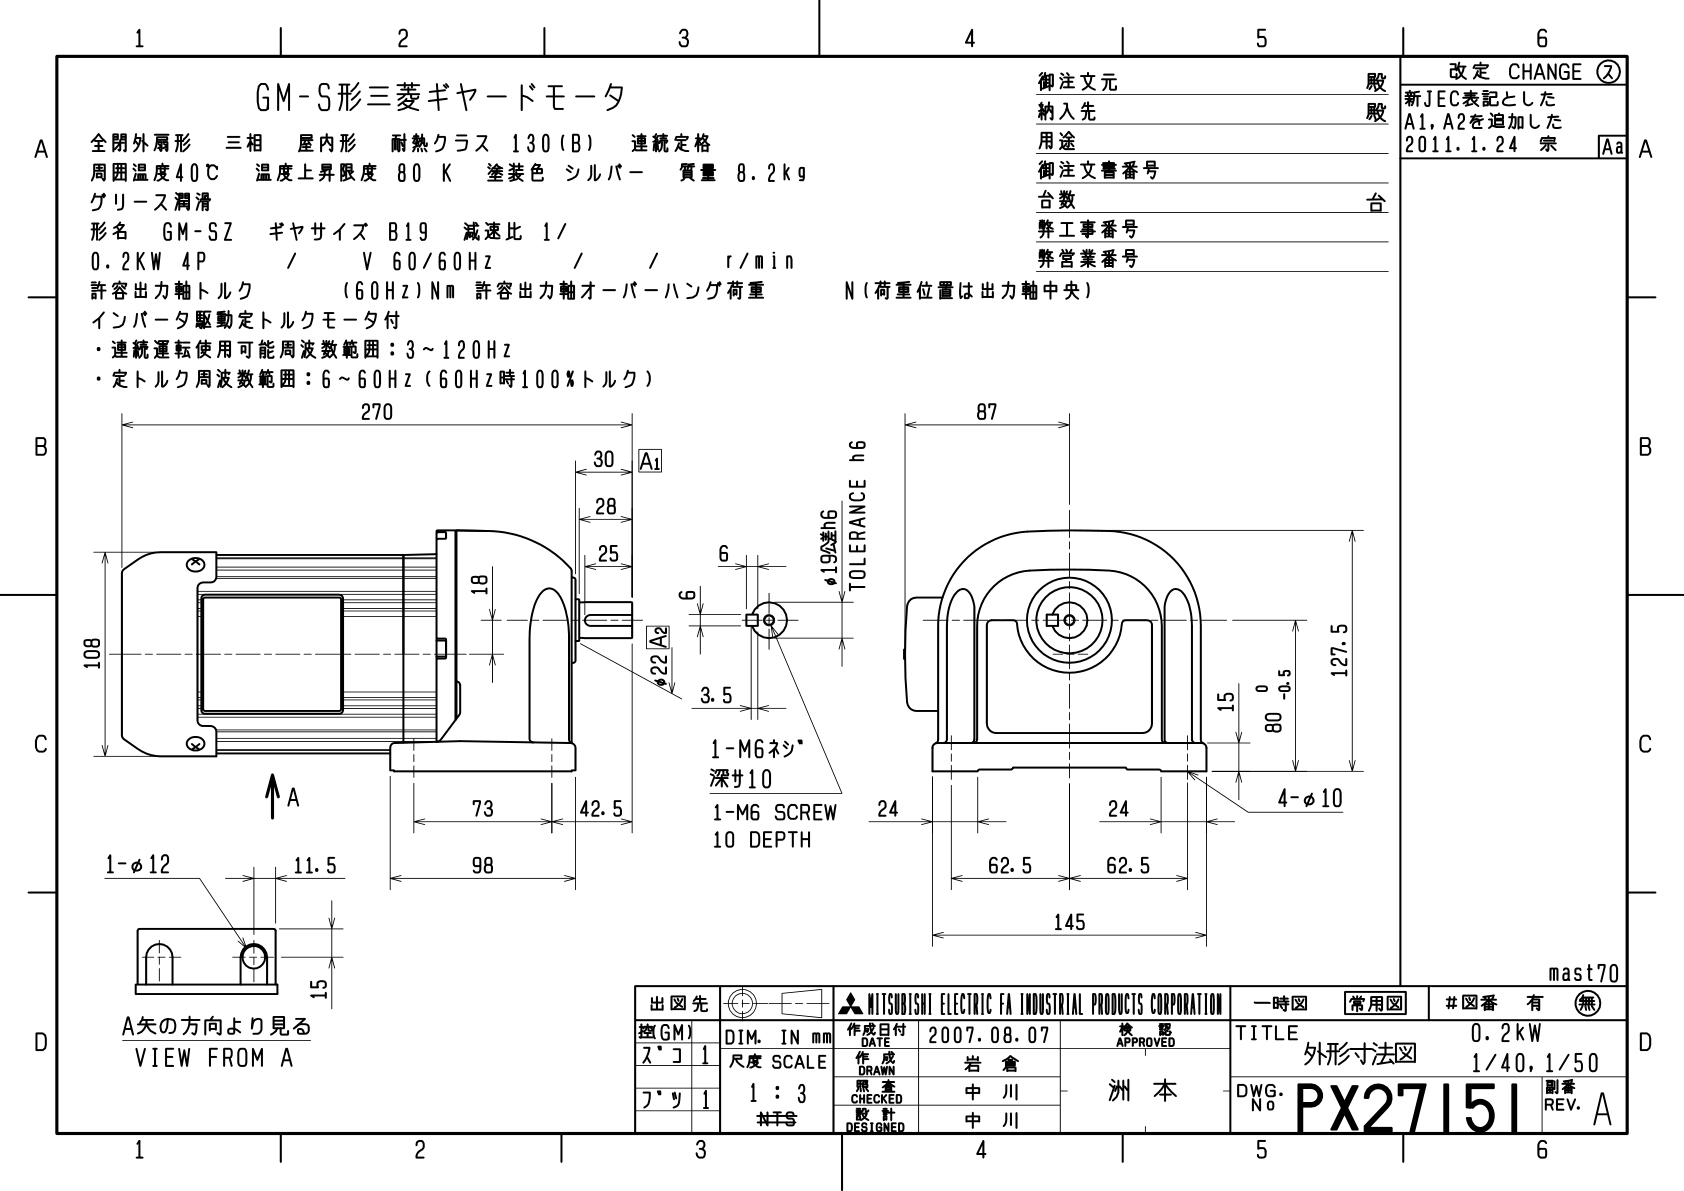 1 2 3 4 5 6
GM-S形三菱ギヤードモータ
全閉外扇形 三相 屋内形 耐熱クラス 130(B) 連続定格
周囲温度40℃ 温度上昇限度 80 K 塗装色 シルバー 質量 8.2kg
グリース潤滑
形名 GM-SZ ギヤサイズ B19 減速比 1/
0.2KW 4P / V 60/60Hz / / r/min
許容出力軸トルク (60Hz)Nm 許容出力軸オーバーハング荷重 N(荷重位置は出力軸中央)
インバータ駆動定トルクモータ付
・連続運転使用可能周波数範囲：3～120Hz
・定トルク周波数範囲：6～60Hz(60Hz時100%トルク)
御注文元 殿
納入先 殿
用途
御注文書番号
台数 台
弊工事番号
弊営業番号
改定 CHANGE ス
新JEC表記とした
A1,A2を追加した
2011.1.24 宗 Aa
A A
B B
C C
D D
270
30 A1
28
25
18
108
φ22 A2
73 42.5
98
A
6
6
3.5
φ19公差h6
TOLERANCE h6
1-M6ネジ
深サ10
1-M6 SCREW
10 DEPTH
87
127.5
80 0 -0.5
15
4-φ10
24 24
62.5 62.5
145
1-φ12 11.5
15
A矢の方向より見る
VIEW FROM A
mast70
出図先
控(GM)
ズコ 1
ブツ 1
DIM. IN mm
尺度 SCALE
1 : 3
NTS
MITSUBISHI ELECTRIC FA INDUSTRIAL PRODUCTS CORPORATION
作成日付 DATE 2007.08.07
作成 DRAWN 岩倉
照査 CHECKED 中川
設計 DESIGNED 中川
検認 APPROVED
洲本
一時図 常用図 #図番 有 無
TITLE 外形寸法図
0.2kW
1/40,1/50
DWG. No PX27151
副番 REV. A
1 2 3 4 5 6